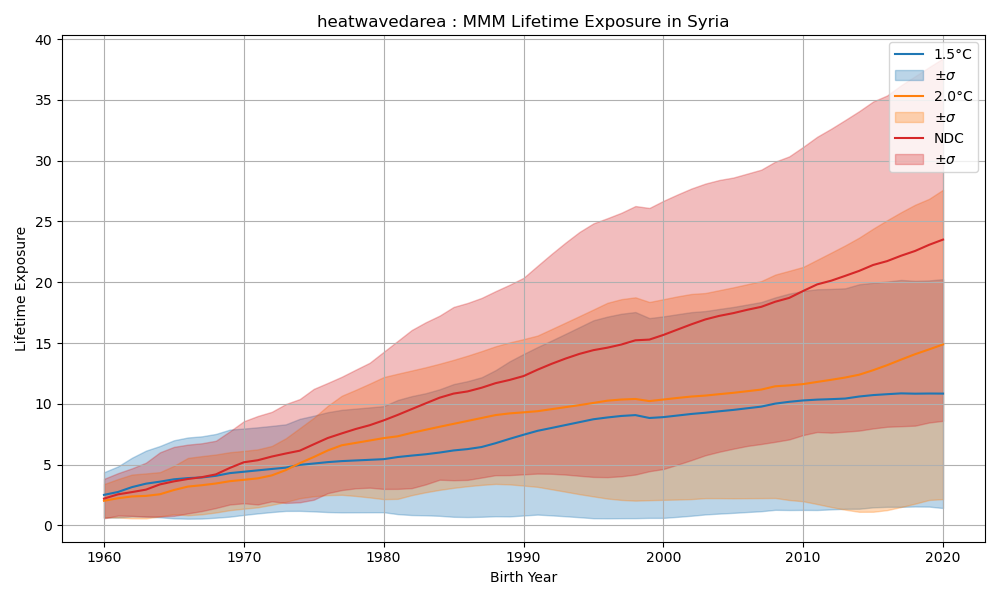 heatwavedarea : MMM Lifetime Exposure in Syria
40
35
30
25
20
15
10
5
0
Lifetime Exposure
1960 1970 1980 1990 2000 2010 2020
Birth Year
1.5°C
±σ
2.0°C
±σ
NDC
±σ